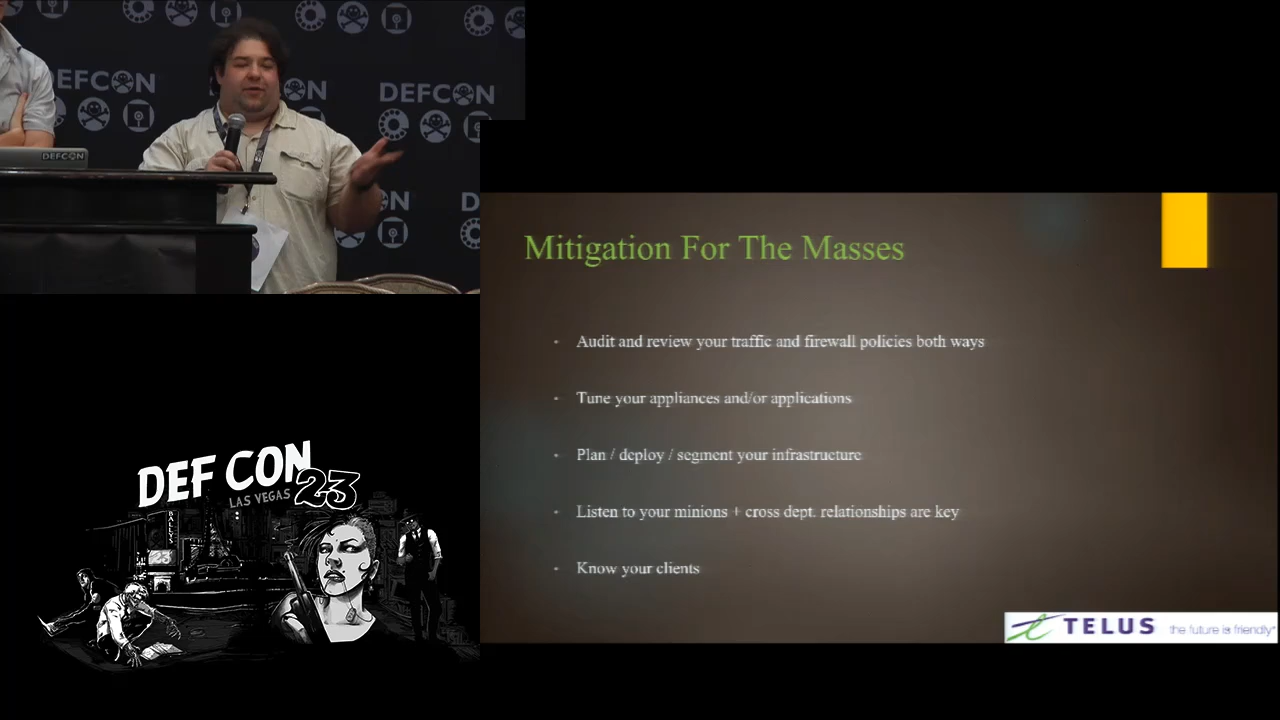 DEFCON
DEFCON
DEFCON
Mitigation For The Masses
Audit and review your traffic and firewall policies both ways
Tune your appliances and/or applications
Plan / deploy / segment your infrastructure
Listen to your minions + cross dept. relationships are key
Know your clients
TELUS the future is friendly
DEF CON 23
LAS VEGAS
BALLY'S
23